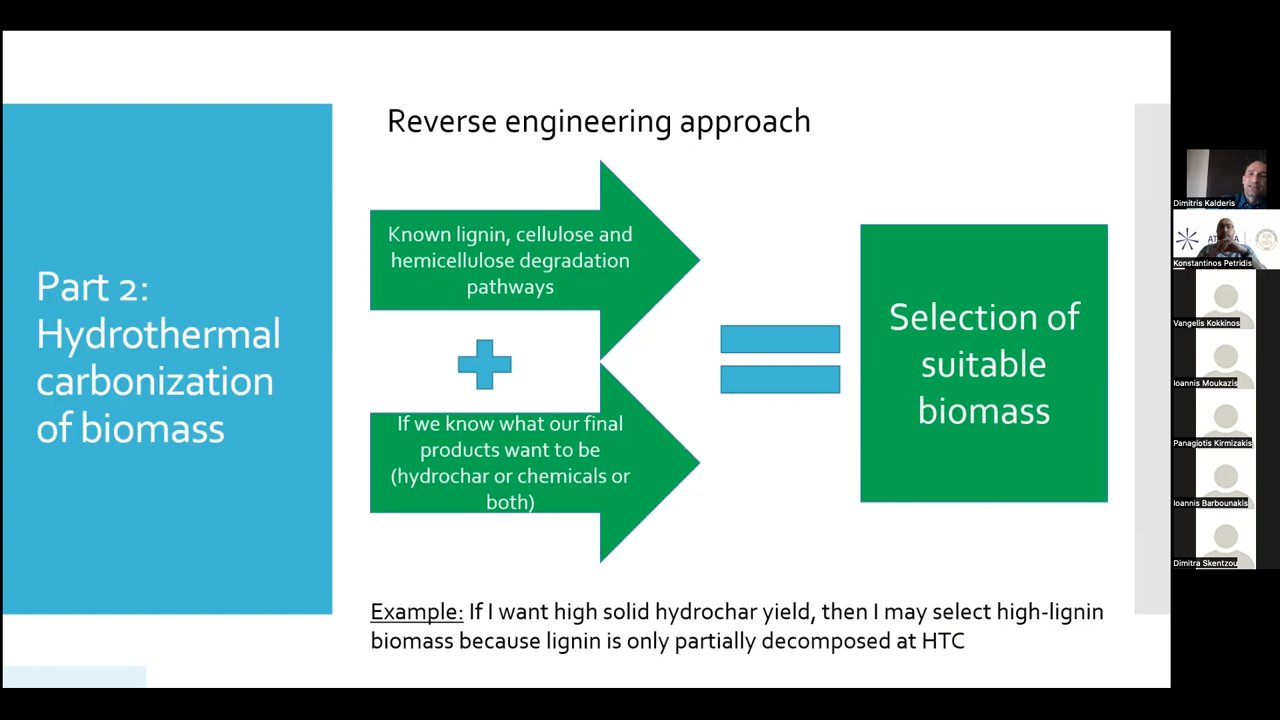 Reverse engineering approach
Part 2:
Hydrothermal
carbonization
of biomass
Known lignin, cellulose and
hemicellulose degradation
pathways
If we know what our final
products want to be
(hydrochar or chemicals or
both)
Selection of
suitable
biomass
Example: If I want high solid hydrochar yield, then I may select high-lignin
biomass because lignin is only partially decomposed at HTC
Dimitris Kalderis
Konstantinos Petridis
Vangelis Kokkinos
Ioannis Moukazis
Panagiotis Kirmizakis
Ioannis Barbounakis
Dimitra Skentzou